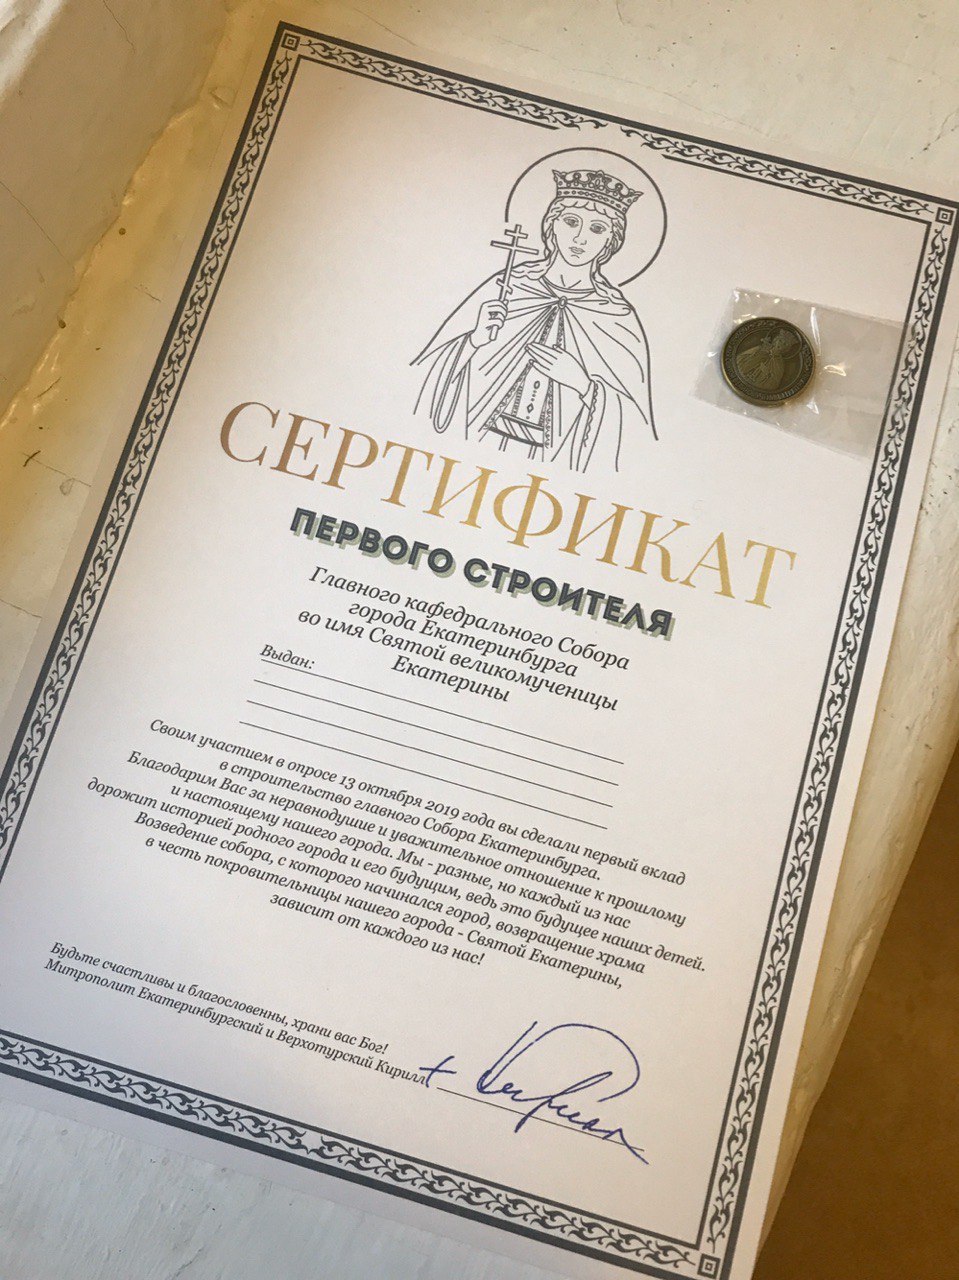 СЕРТИФИКАТ
ПЕРВОГО СТРОИТЕЛЯ
Главного кафедрального Собора
города Екатеринбурга
во имя Святой великомученицы
Екатерины
Выдан:
Своим участием в опросе 13 октября 2019 года вы сделали первый вклад
в строительство главного Собора Екатеринбурга.
Благодарим Вас за неравнодушие и уважительное отношение к прошлому
и настоящему нашего города. Мы - разные, но каждый из нас
дорожит историей родного города и его будущим, ведь это будущее наших детей.
Возведение собора, с которого начинался город, возвращение храма
в честь покровительницы нашего города - Святой Екатерины,
зависит от каждого из нас!
Будьте счастливы и благословенны, храни вас Бог!
Митрополит Екатеринбургский и Верхотурский Кирилл